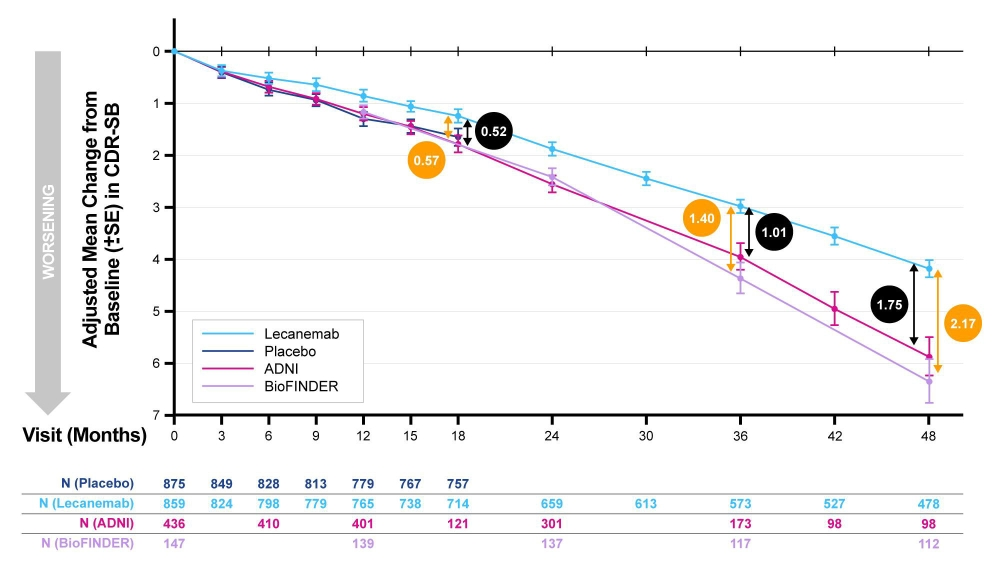 WORSENING
Adjusted Mean Change from
Baseline (±SE) in CDR-SB
0
1
2
3
4
5
6
7
0.57
0.52
1.40
1.01
1.75
2.17
Lecanemab
Placebo
ADNI
BioFINDER
Visit (Months) 0 3 6 9 12 15 18 24 30 36 42 48
N (Placebo) 875 849 828 813 779 767 757
N (Lecanemab) 859 824 798 779 765 738 714 659 613 573 527 478
N (ADNI) 436 410 401 121 301 173 98 98
N (BioFINDER) 147 139 137 117 112